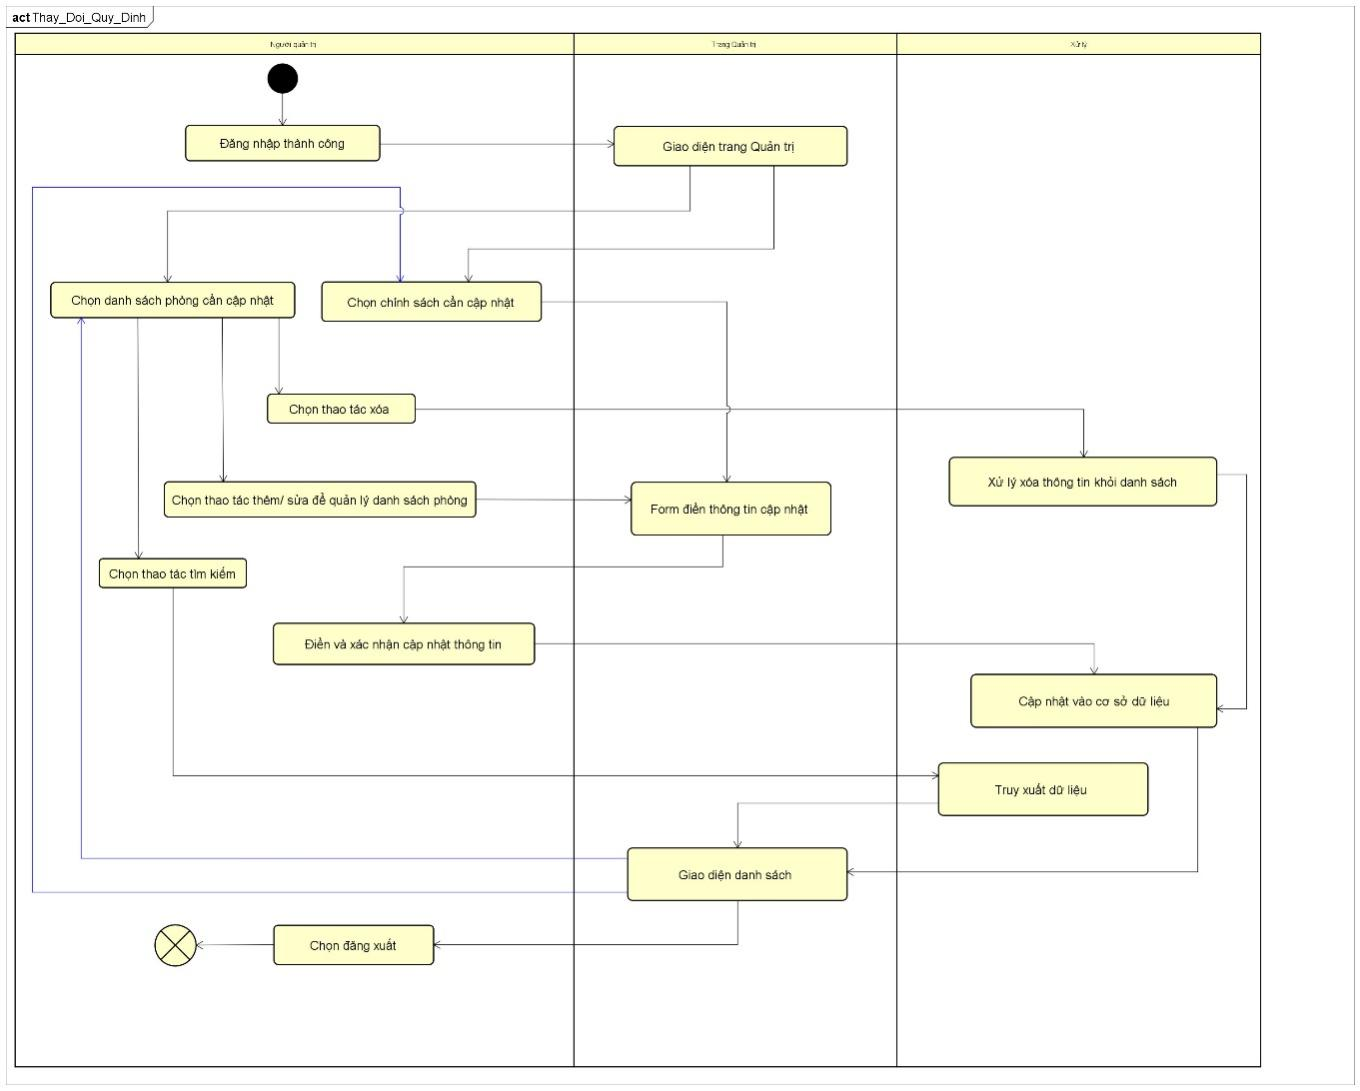 act Thay_Doi_Quy_Dinh
Người quản trị
Trang Quản trị
Xử lý
Đăng nhập thành công
Giao diện trang Quản trị
Chọn danh sách phòng cần cập nhật
Chọn chính sách cần cập nhật
Chọn thao tác xóa
Xử lý xóa thông tin khỏi danh sách
Chọn thao tác thêm/ sửa để quản lý danh sách phòng
Form điền thông tin cập nhật
Chọn thao tác tìm kiếm
Điền và xác nhận cập nhật thông tin
Cập nhật vào cơ sở dữ liệu
Truy xuất dữ liệu
Giao diện danh sách
Chọn đăng xuất